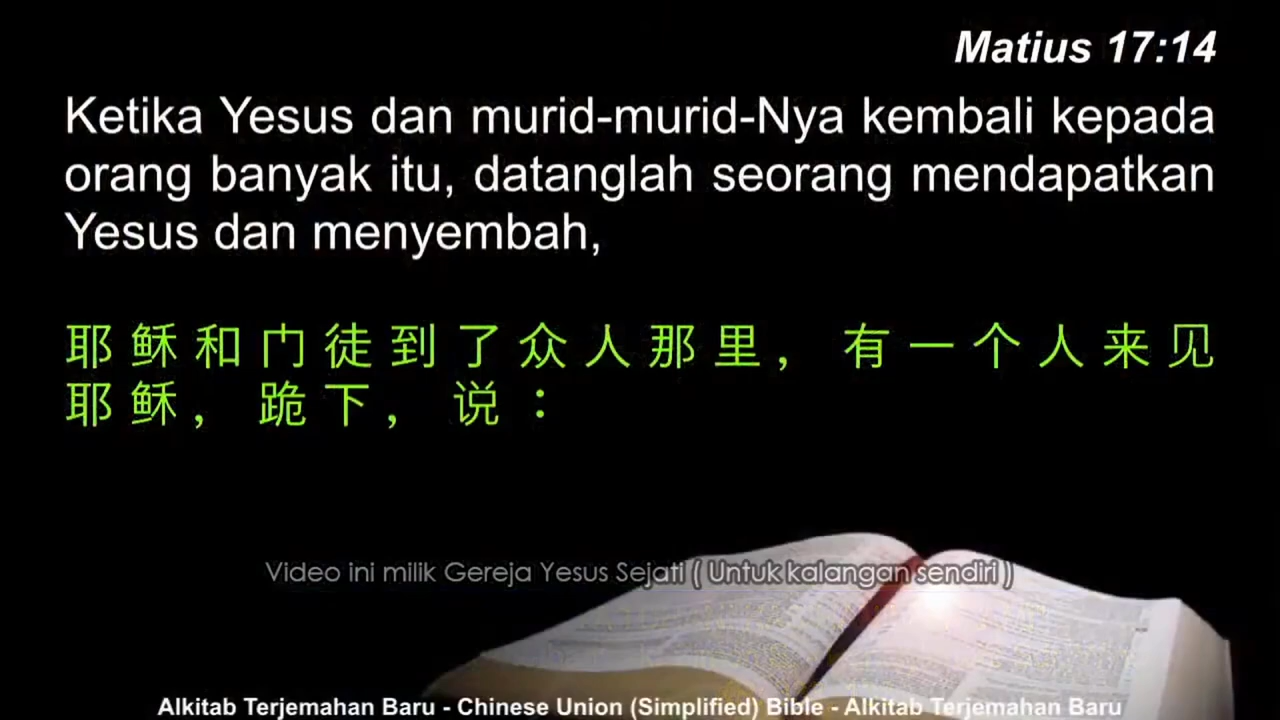 Matius 17:14
Ketika Yesus dan murid-murid-Nya kembali kepada
orang banyak itu, datanglah seorang mendapatkan
Yesus dan menyembah,
耶稣和门徒到了众人那里，有一个人来见
耶稣，跪下，说：
Video ini milik Gereja Yesus Sejati ( Untuk kalangan sendiri )
Alkitab Terjemahan Baru - Chinese Union (Simplified) Bible - Alkitab Terjemahan Baru